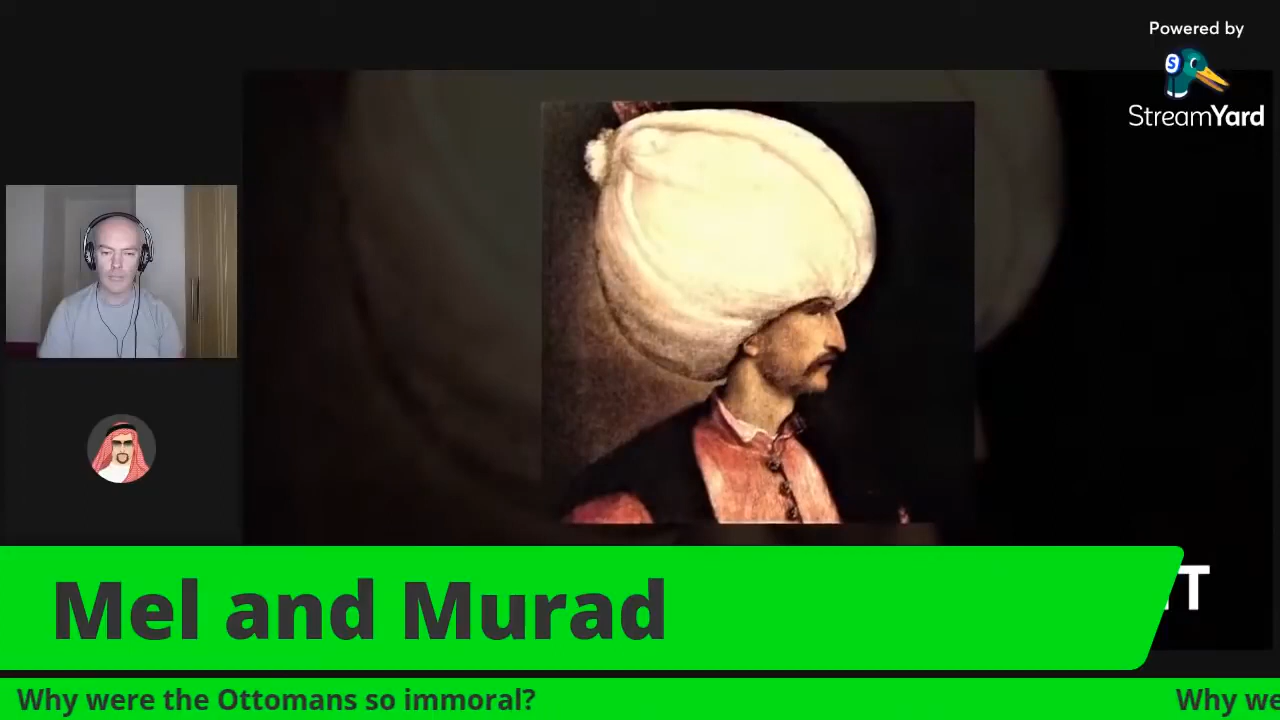 Powered by
S
StreamYard
T
Mel and Murad
Why were the Ottomans so immoral? Why we